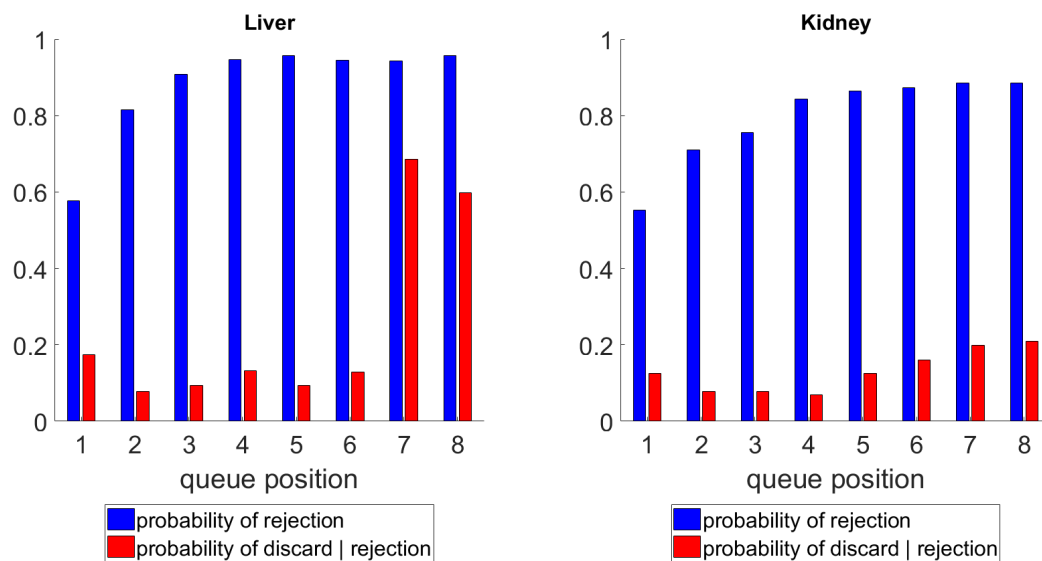 Liver
1
0.8
0.6
0.4
0.2
0
1 2 3 4 5 6 7 8
queue position
probability of rejection
probability of discard | rejection
Kidney
1
0.8
0.6
0.4
0.2
0
1 2 3 4 5 6 7 8
queue position
probability of rejection
probability of discard | rejection